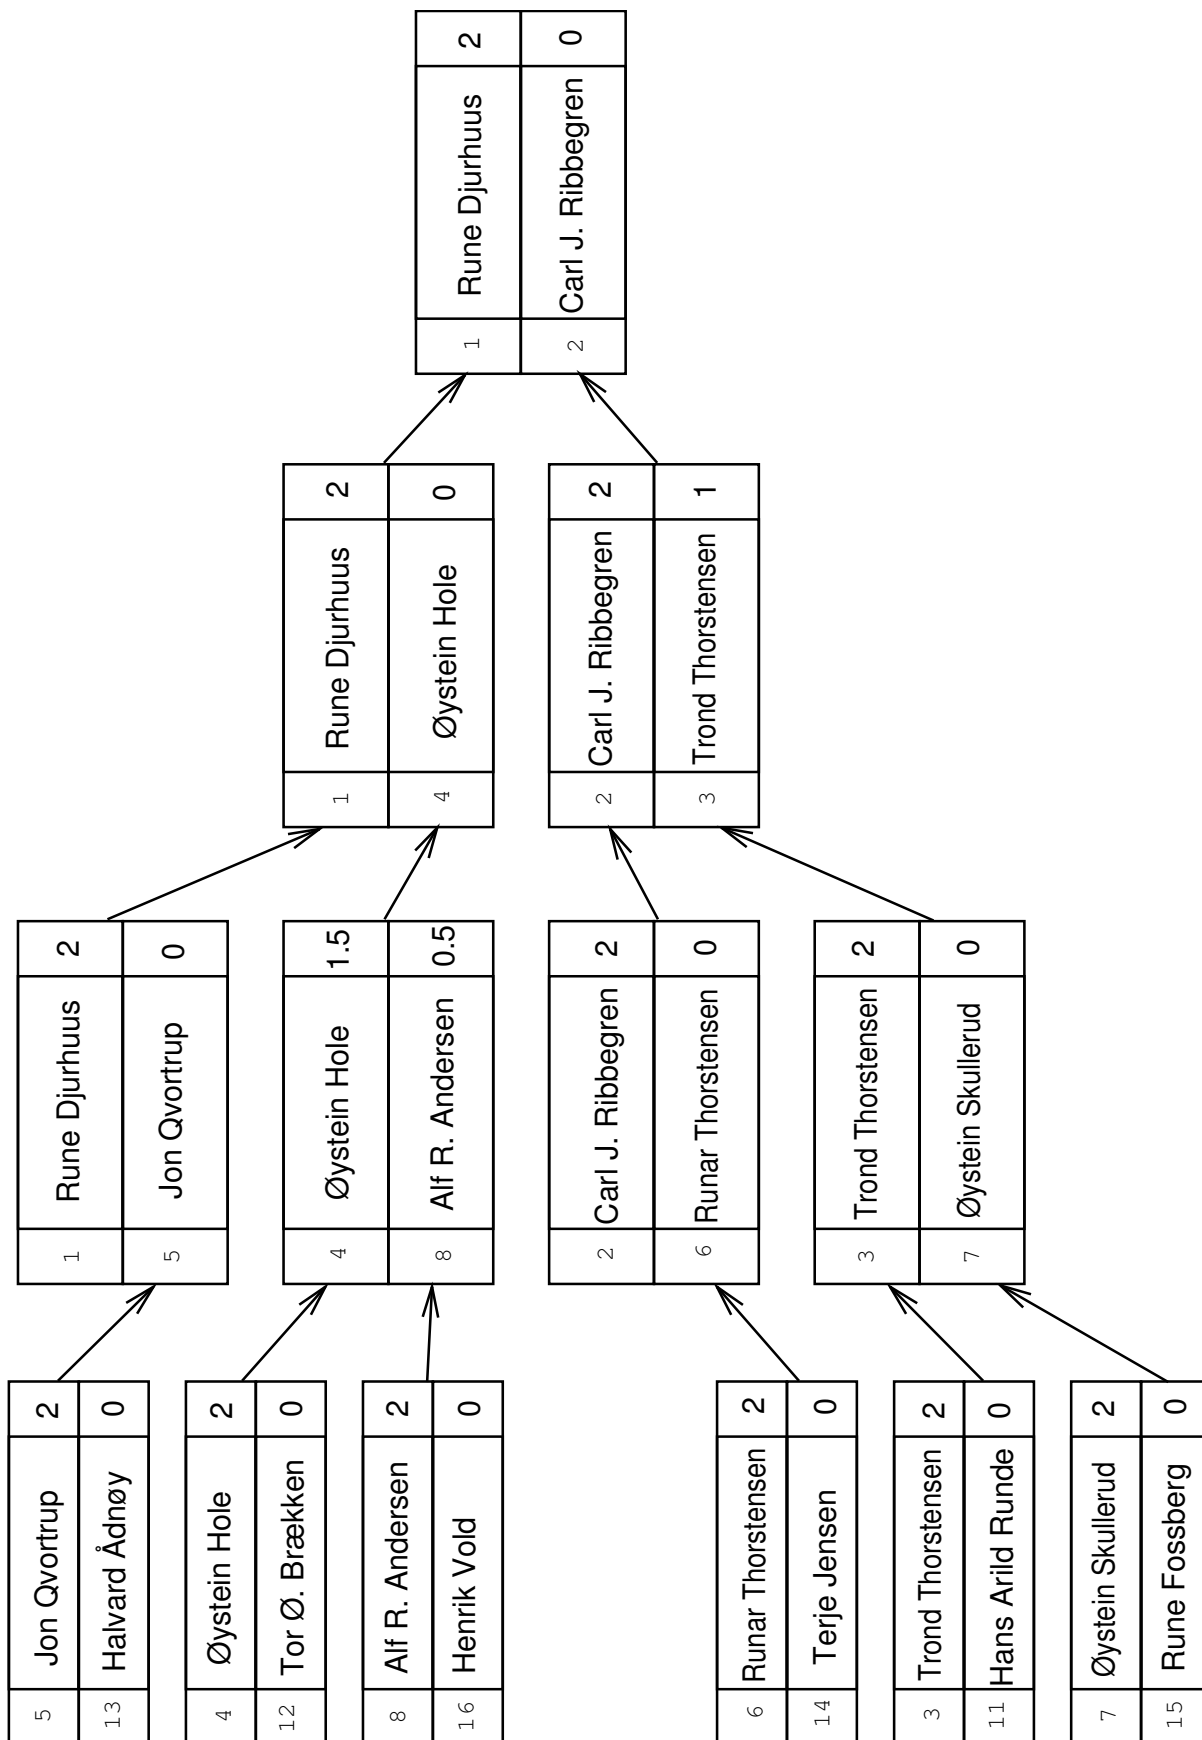 5 Jon Qvortrup 2
13 Halvard Ådnøy 0
4 Øystein Hole 2
12 Tor Ø. Brækken 0
8 Alf R. Andersen 2
16 Henrik Vold 0
6 Runar Thorstensen 2
14 Terje Jensen 0
3 Trond Thorstensen 2
11 Hans Arild Runde 0
7 Øystein Skullerud 2
15 Rune Fossberg 0
1 Rune Djurhuus 2
5 Jon Qvortrup 0
4 Øystein Hole 1.5
8 Alf R. Andersen 0.5
2 Carl J. Ribbegren 2
6 Runar Thorstensen 0
3 Trond Thorstensen 2
7 Øystein Skullerud 0
1 Rune Djurhuus 2
4 Øystein Hole 0
2 Carl J. Ribbegren 2
3 Trond Thorstensen 1
1 Rune Djurhuus 2
2 Carl J. Ribbegren 0